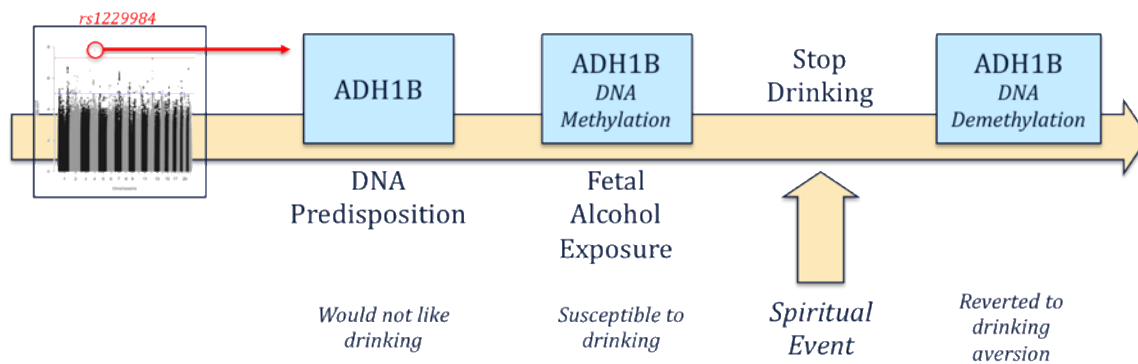 rs1229984
ADH1B
ADH1B
DNA
Methylation
Stop
Drinking
ADH1B
DNA
Demethylation
DNA
Predisposition
Fetal
Alcohol
Exposure
Would not like
drinking
Susceptible to
drinking
Spiritual
Event
Reverted to
drinking
aversion